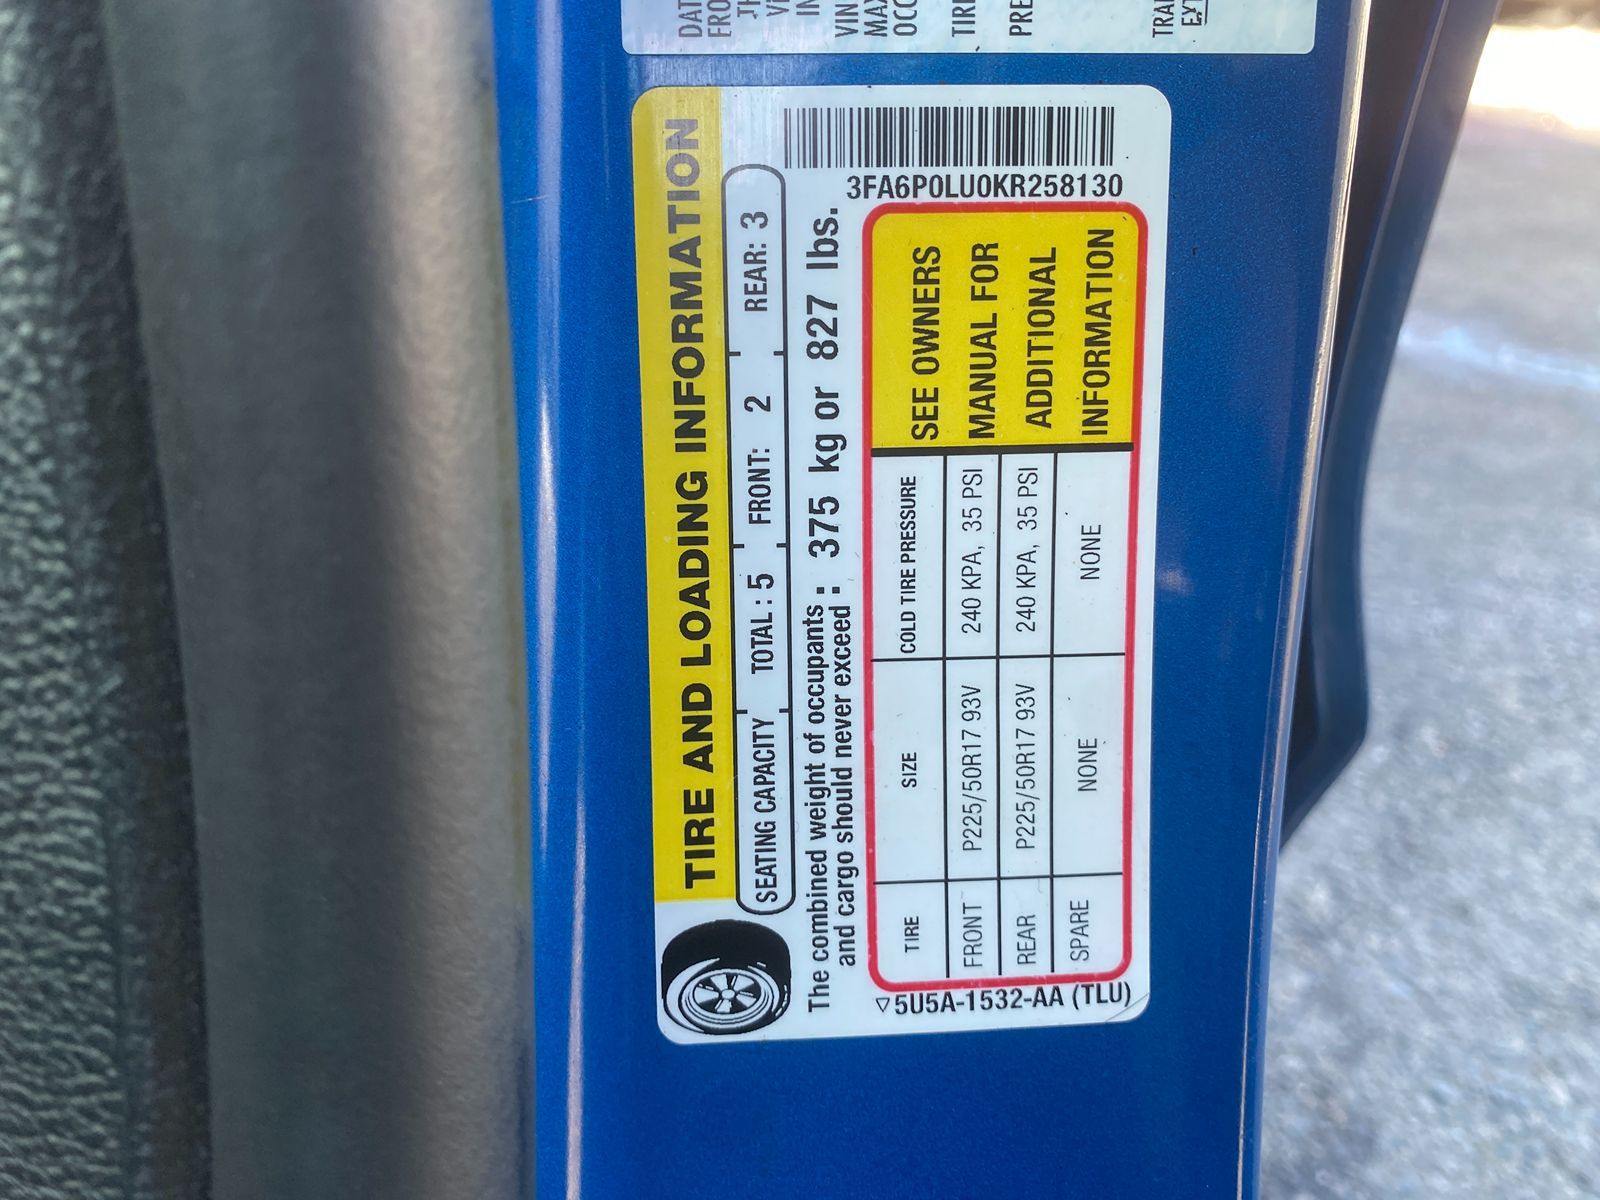 TIRE AND LOADING INFORMATION
SEATING CAPACITY TOTAL : 5 FRONT: 2 REAR: 3
The combined weight of occupants and cargo should never exceed : 375 kg or 827 lbs.
3FA6P0LU0KR258130
TIRE SIZE COLD TIRE PRESSURE
FRONT P225/50R17 93V 240 KPA, 35 PSI
REAR P225/50R17 93V 240 KPA, 35 PSI
SPARE NONE NONE
SEE OWNERS
MANUAL FOR
ADDITIONAL
INFORMATION
5U5A-1532-AA (TLU)
VIN